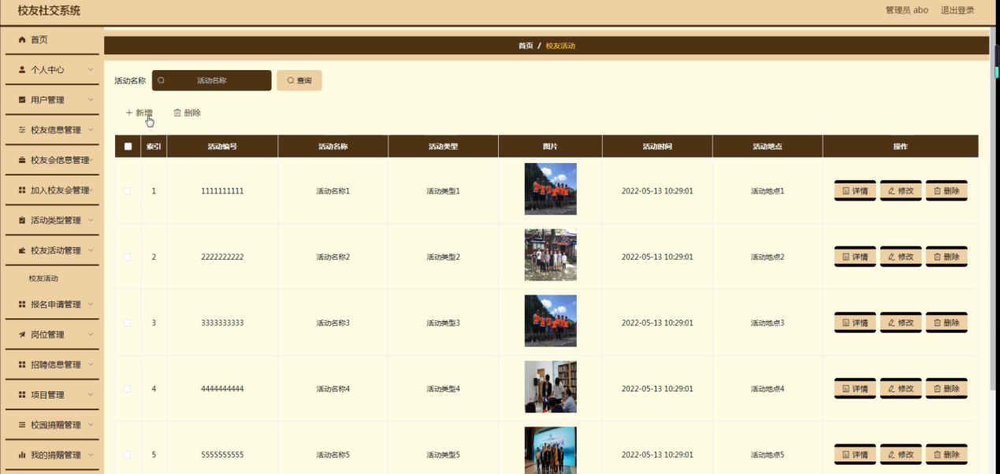 校友社交系统
管理员 abo 退出登录
首页
个人中心
用户管理
校友信息管理
校友会信息管理
加入校友会管理
活动类型管理
校友活动管理
校友活动
报名申请管理
岗位管理
招聘信息管理
项目管理
校园捐赠管理
我的捐赠管理
首页 / 校友活动
活动名称 活动名称 查询
新增 删除
索引 活动编号 活动名称 活动类型 图片 活动时间 活动地点 操作
1 1111111111 活动名称1 活动类型1 2022-05-13 10:29:01 活动地点1 详情 修改 删除
2 2222222222 活动名称2 活动类型2 2022-05-13 10:29:01 活动地点2 详情 修改 删除
3 3333333333 活动名称3 活动类型3 2022-05-13 10:29:01 活动地点3 详情 修改 删除
4 4444444444 活动名称4 活动类型4 2022-05-13 10:29:01 活动地点4 详情 修改 删除
5 5555555555 活动名称5 活动类型5 2022-05-13 10:29:01 活动地点5 详情 修改 删除